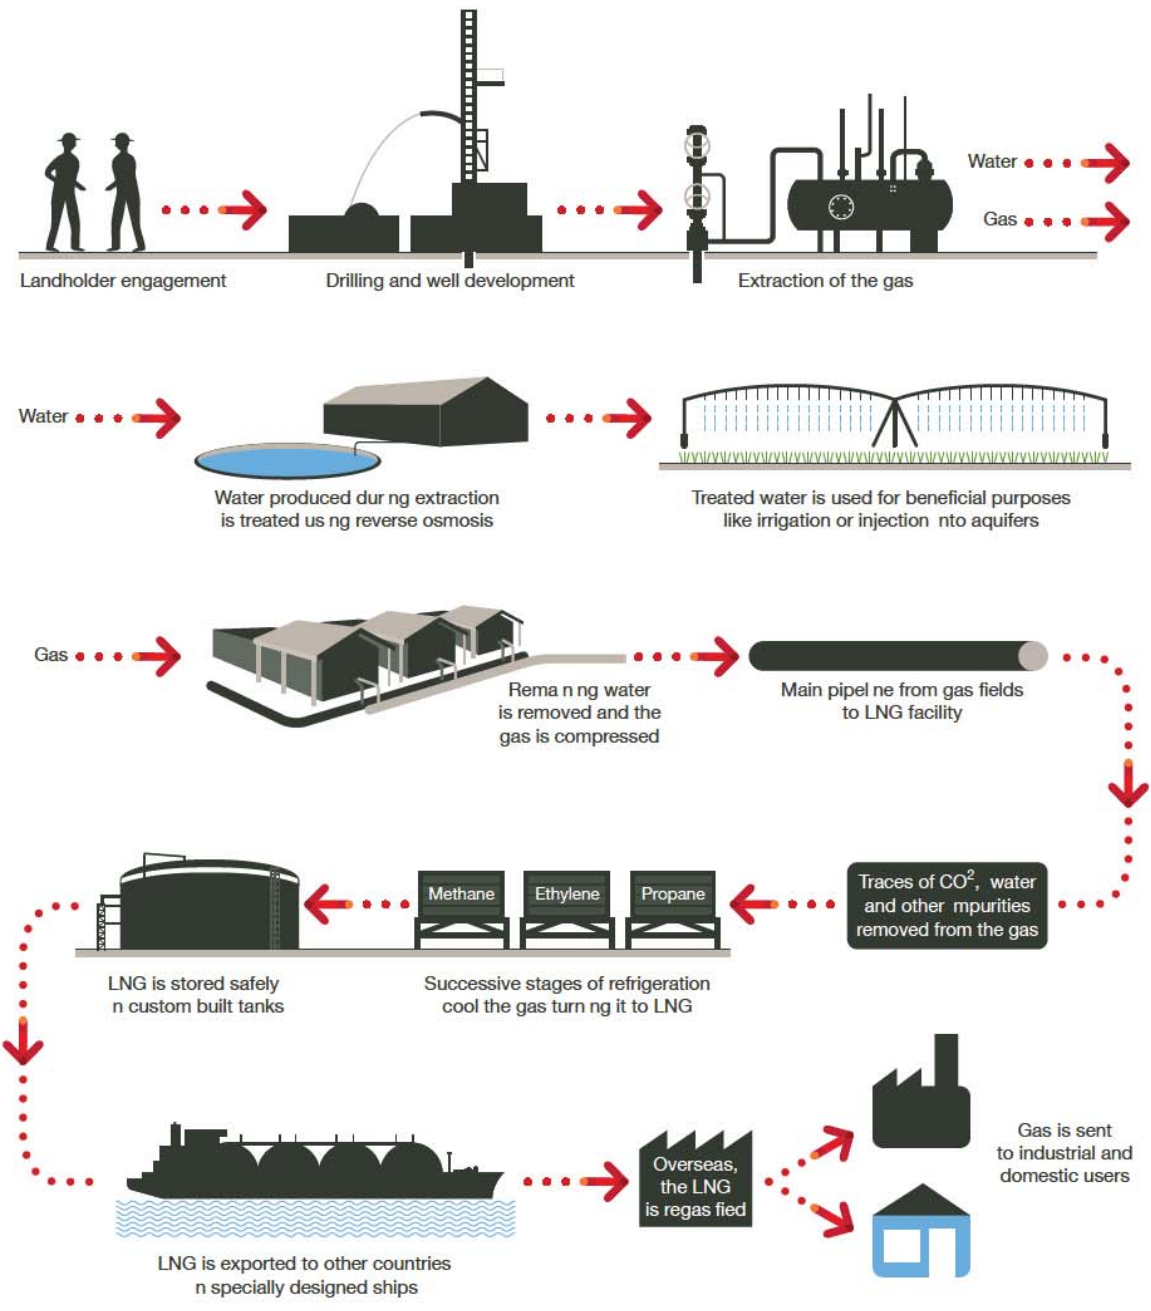 Water
Gas
Landholder engagement
Drilling and well development
Extraction of the gas
Water
Water produced dur ng extraction
is treated us ng reverse osmosis
Treated water is used for beneficial purposes
like irrigation or injection nto aquifers
Gas
Rema n ng water
is removed and the
gas is compressed
Main pipel ne from gas fields
to LNG facility
Traces of CO², water
and other mpurities
removed from the gas
Methane
Ethylene
Propane
LNG is stored safely
n custom built tanks
Successive stages of refrigeration
cool the gas turn ng it to LNG
LNG is exported to other countries
n specially designed ships
Overseas,
the LNG
is regas fied
Gas is sent
to industrial and
domestic users